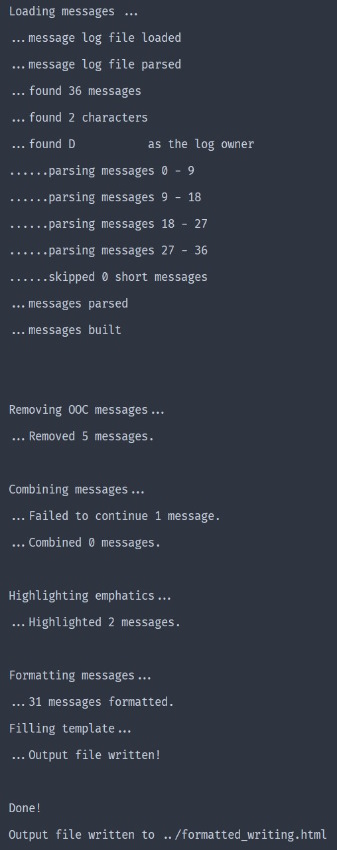 Loading messages ...
...message log file loaded
...message log file parsed
...found 36 messages
...found 2 characters
...found D as the log owner
......parsing messages 0 - 9
......parsing messages 9 - 18
......parsing messages 18 - 27
......parsing messages 27 - 36
......skipped 0 short messages
...messages parsed
...messages built
Removing OOC messages...
...Removed 5 messages.
Combining messages...
...Failed to continue 1 message.
...Combined 0 messages.
Highlighting emphatics...
...Highlighted 2 messages.
Formatting messages...
...31 messages formatted.
Filling template...
...Output file written!
Done!
Output file written to ../formatted_writing.html